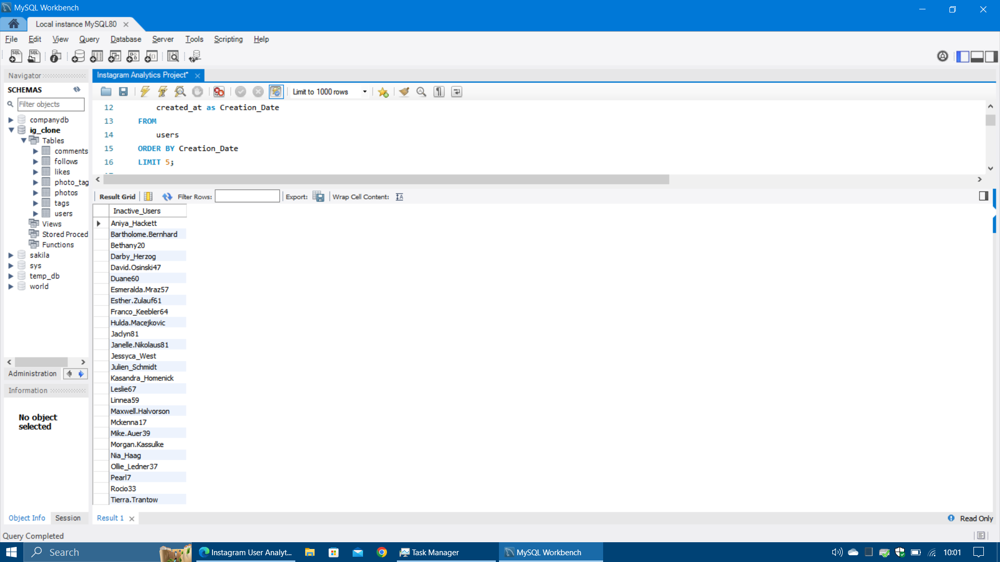 MySQL Workbench
Local instance MySQL80
File Edit View Query Database Server Tools Scripting Help
Navigator
Instagram Analytics Project*
SCHEMAS
Limit to 1000 rows
Filter objects
companydb
ig_clone
Tables
comments
follows
likes
photo_tag
photos
tags
users
Views
Stored Proced
Functions
sakila
sys
temp_db
world
12 created_at as Creation_Date
13 FROM
14 users
15 ORDER BY Creation_Date
16 LIMIT 5;
Result Grid Filter Rows: Export: Wrap Cell Content:
Inactive_Users
Aniya_Hackett
Bartholome.Bernhard
Bethany20
Darby_Herzog
David.Osinski47
Duane60
Esmeralda.Mraz57
Esther.Zulauf61
Franco_Keebler64
Hulda.Macejkovic
Jaclyn81
Janelle.Nikolaus81
Jessyca_West
Julien_Schmidt
Kasandra_Homenick
Leslie67
Linnea59
Maxwell.Halvorson
Mckenna17
Mike.Auer39
Morgan.Kassulke
Nia_Haag
Ollie_Ledner37
Pearl7
Rocio33
Tierra.Trantow
Administration
Information
No object
selected
Object Info Session
Result 1
Read Only
Query Completed
Search
Instagram User Analyt...
Task Manager
MySQL Workbench
10:01